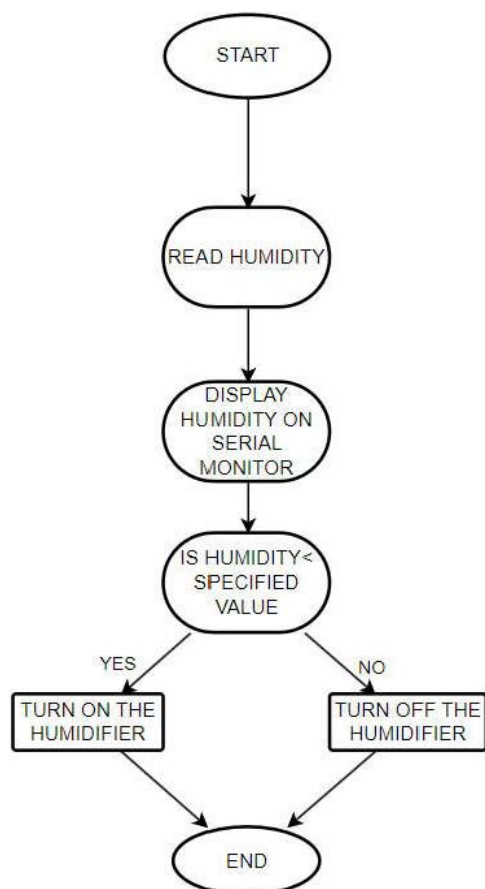 START
READ HUMIDITY
DISPLAY
HUMIDITY ON
SERIAL
MONITOR
IS HUMIDITY<
SPECIFIED
VALUE
YES
NO
TURN ON THE
HUMIDIFIER
TURN OFF THE
HUMIDIFIER
END